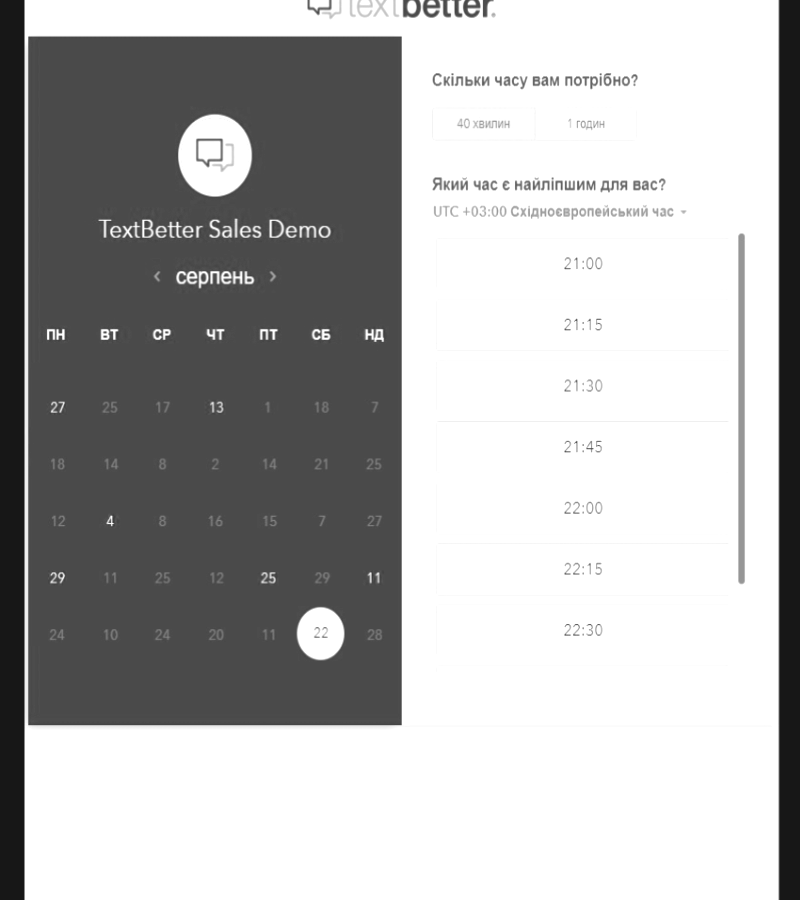 textbetter.
TextBetter Sales Demo
‹ серпень ›
ПН ВТ СР ЧТ ПТ СБ НД
27 25 17 13 1 18 7
18 14 8 2 14 21 25
12 4 8 16 15 7 27
29 11 25 12 25 29 11
24 10 24 20 11 22 28
Скільки часу вам потрібно?
40 хвилин 1 годин
Який час є найліпшим для вас?
UTC +03:00 Східноєвропейський час
21:00
21:15
21:30
21:45
22:00
22:15
22:30